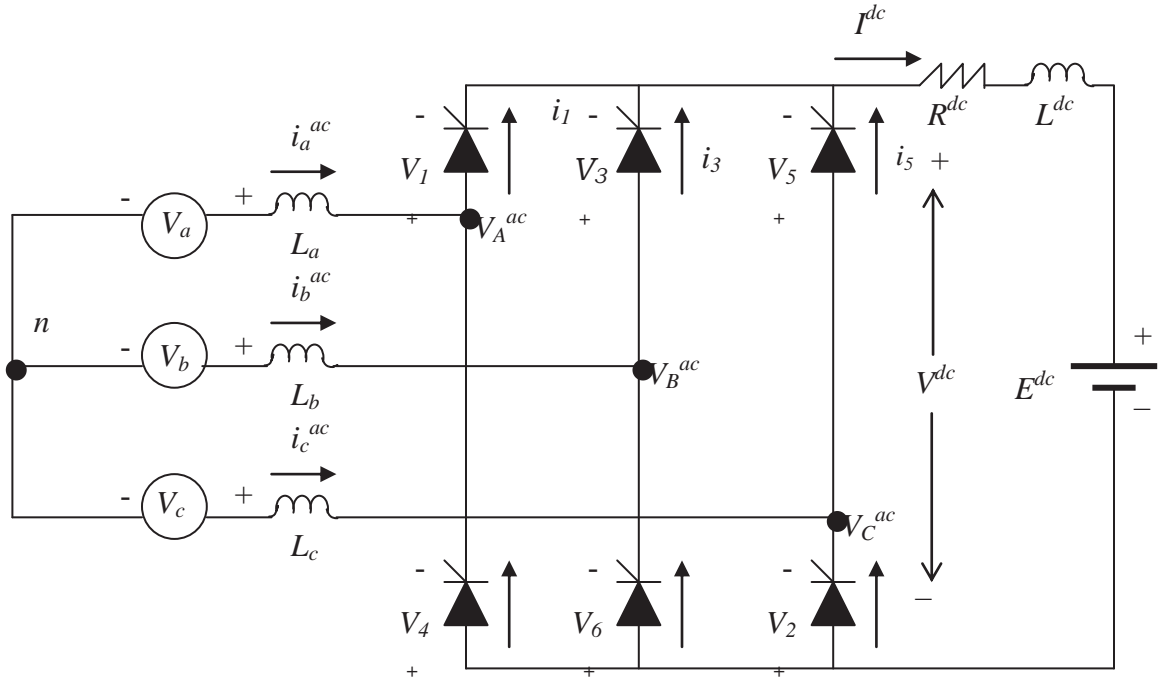 I^dc
R^dc
L^dc
- i_1 - -
i_a^ac
V_1 V_3 i_3 V_5 i_5 +
- + + + +
V_a V_A^ac
L_a
i_b^ac
n
- +
V_b V_B^ac
L_b
V^dc E^dc
+
−
i_c^ac
- +
V_c V_C^ac
L_c
- - -
−
V_4 V_6 V_2
+ + +